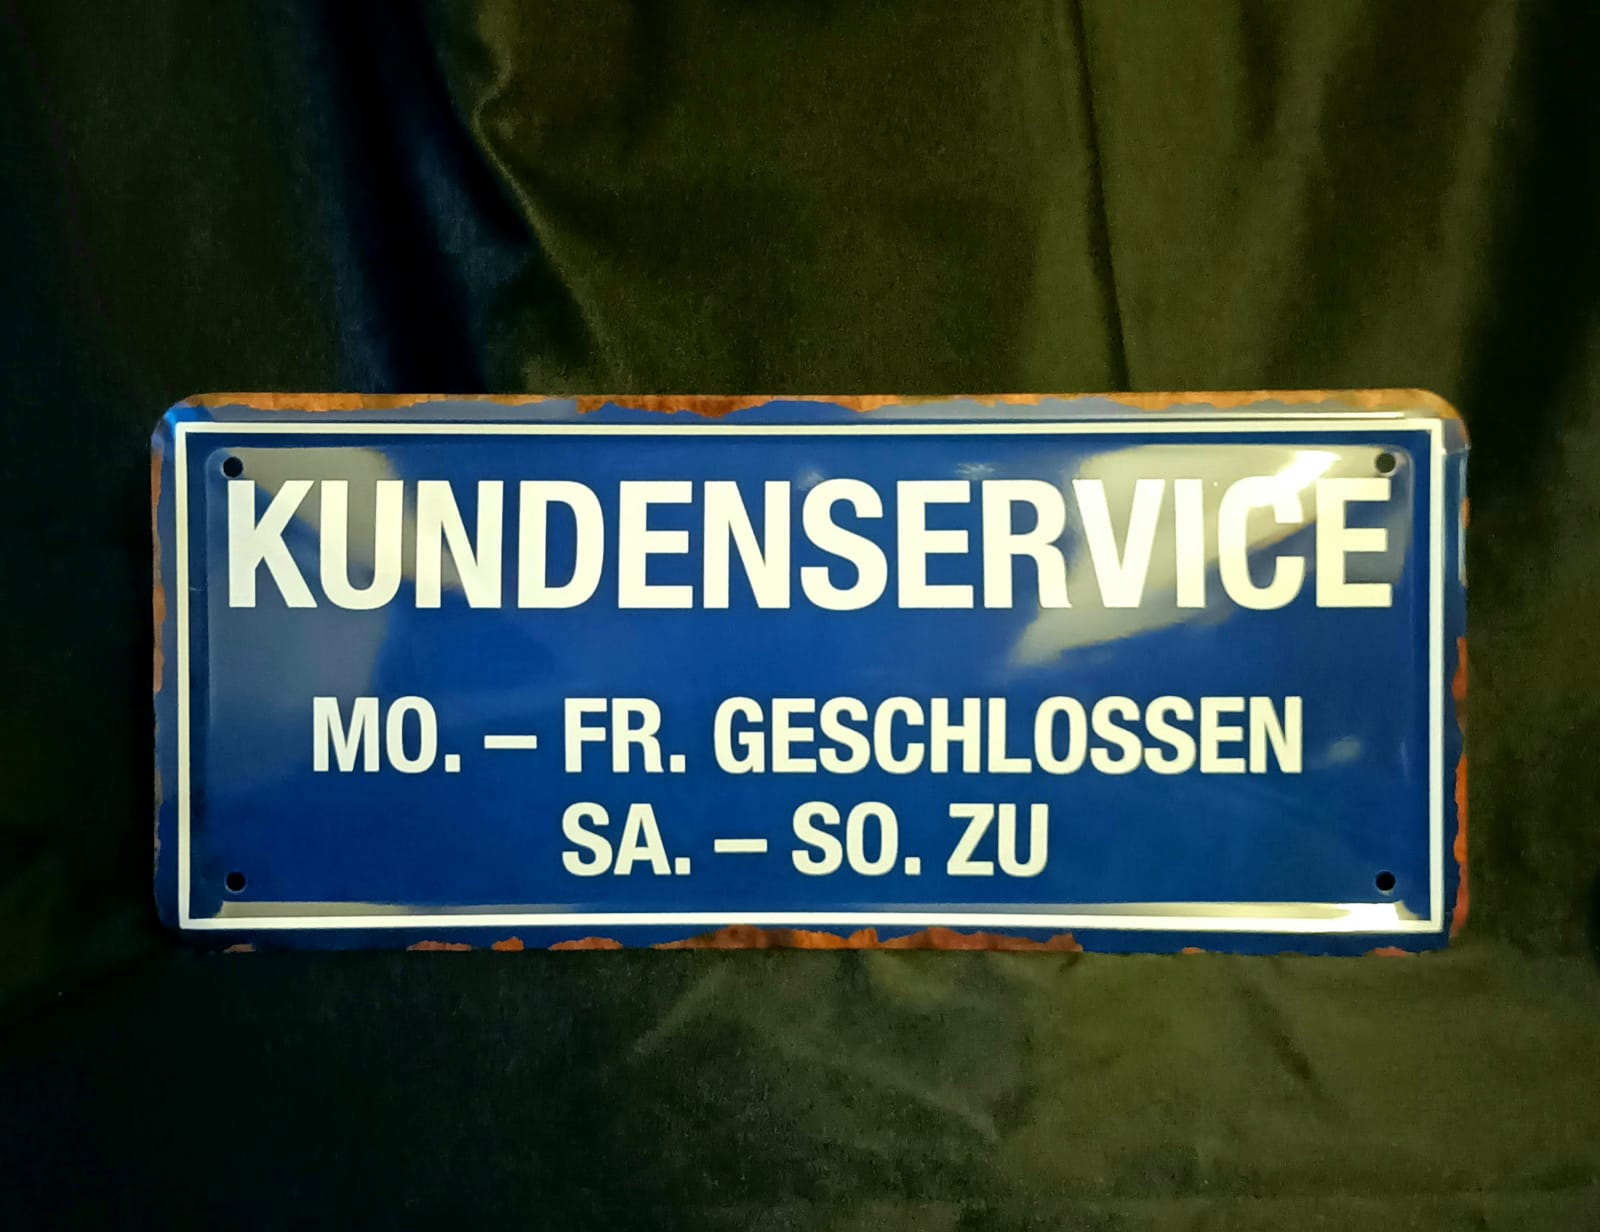 KUNDENSERVICE
MO. – FR. GESCHLOSSEN
SA. – SO. ZU